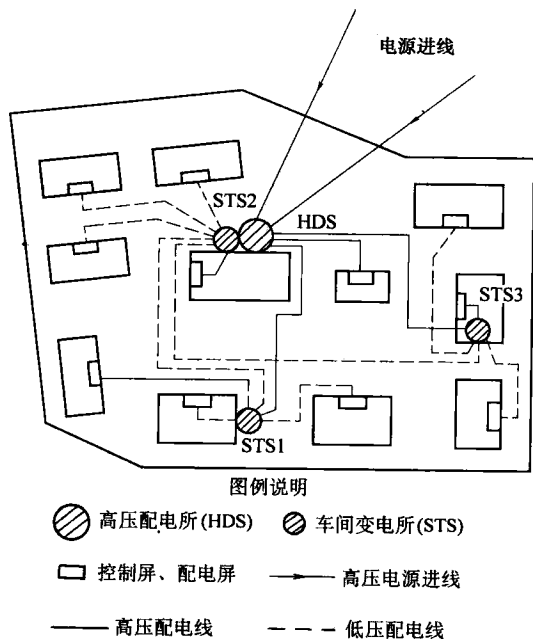 电源进线
STS2
HDS
STS3
STS1
图例说明
高压配电所(HDS)
车间变电所(STS)
控制屏、配电屏
高压电源进线
高压配电线
低压配电线